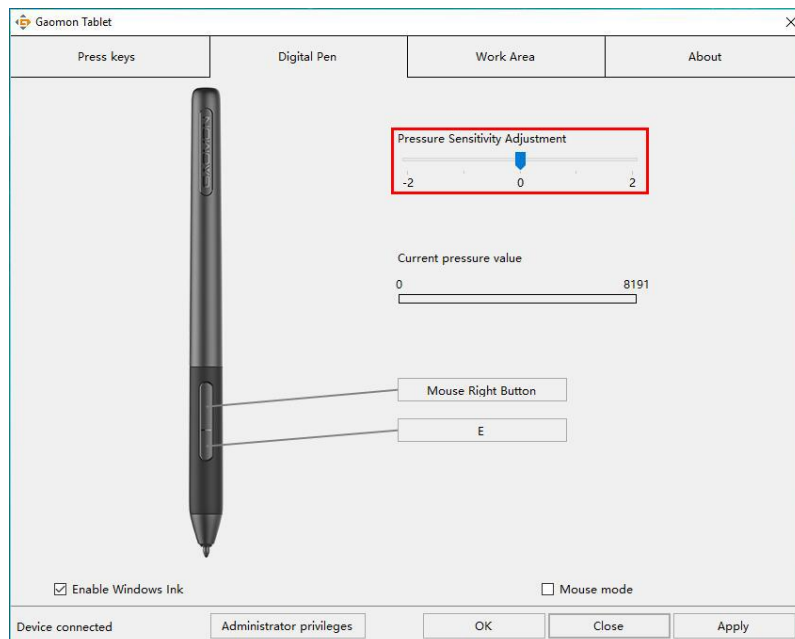 Gaomon Tablet
Press keys
Digital Pen
Work Area
About
GAOMON
Pressure Sensitivity Adjustment
-2 0 2
Current pressure value
0 8191
Mouse Right Button
E
Enable Windows Ink
Mouse mode
Device connected
Administrator privileges
OK
Close
Apply